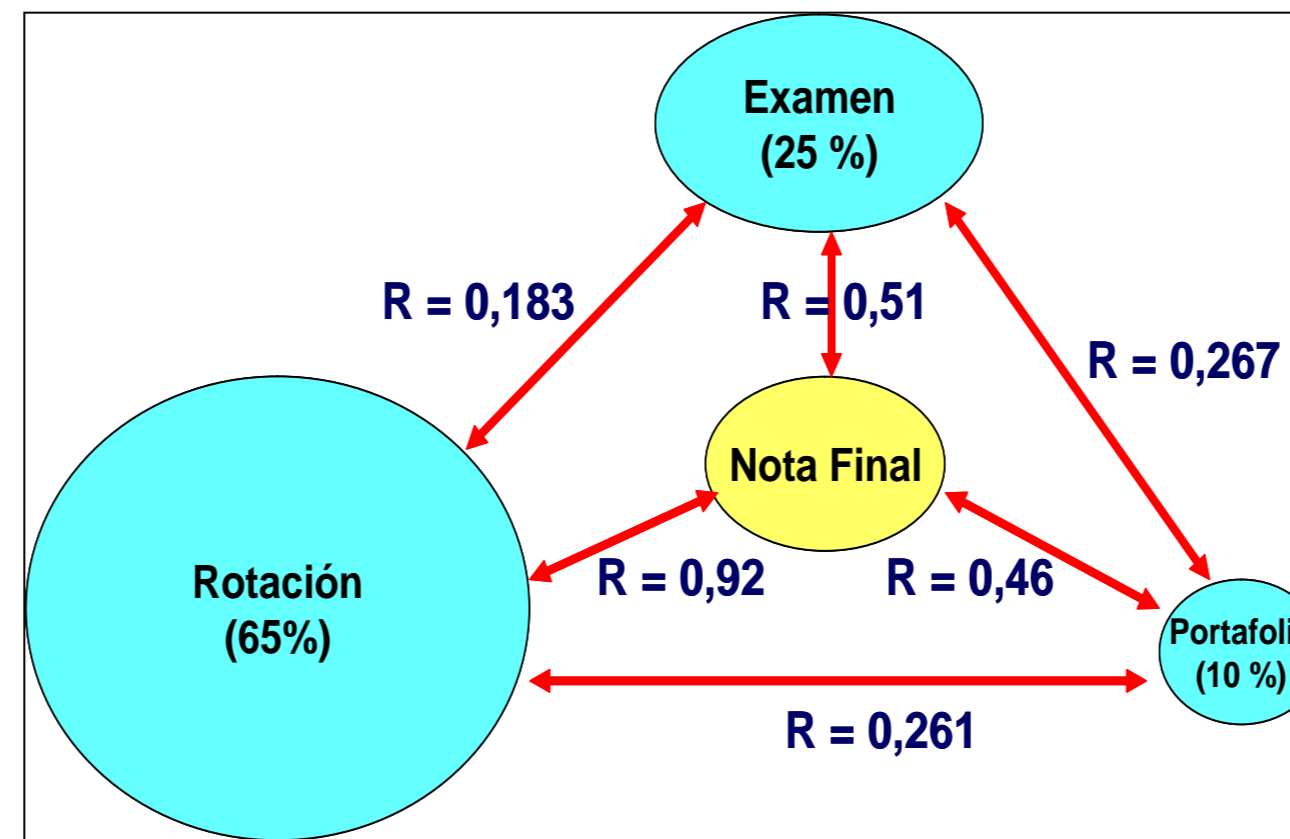 Examen
(25 %)
R = 0,183
R = 0,51
R = 0,267
Nota Final
R = 0,92
R = 0,46
Rotación
(65%)
Portafoli
(10 %)
R = 0,261